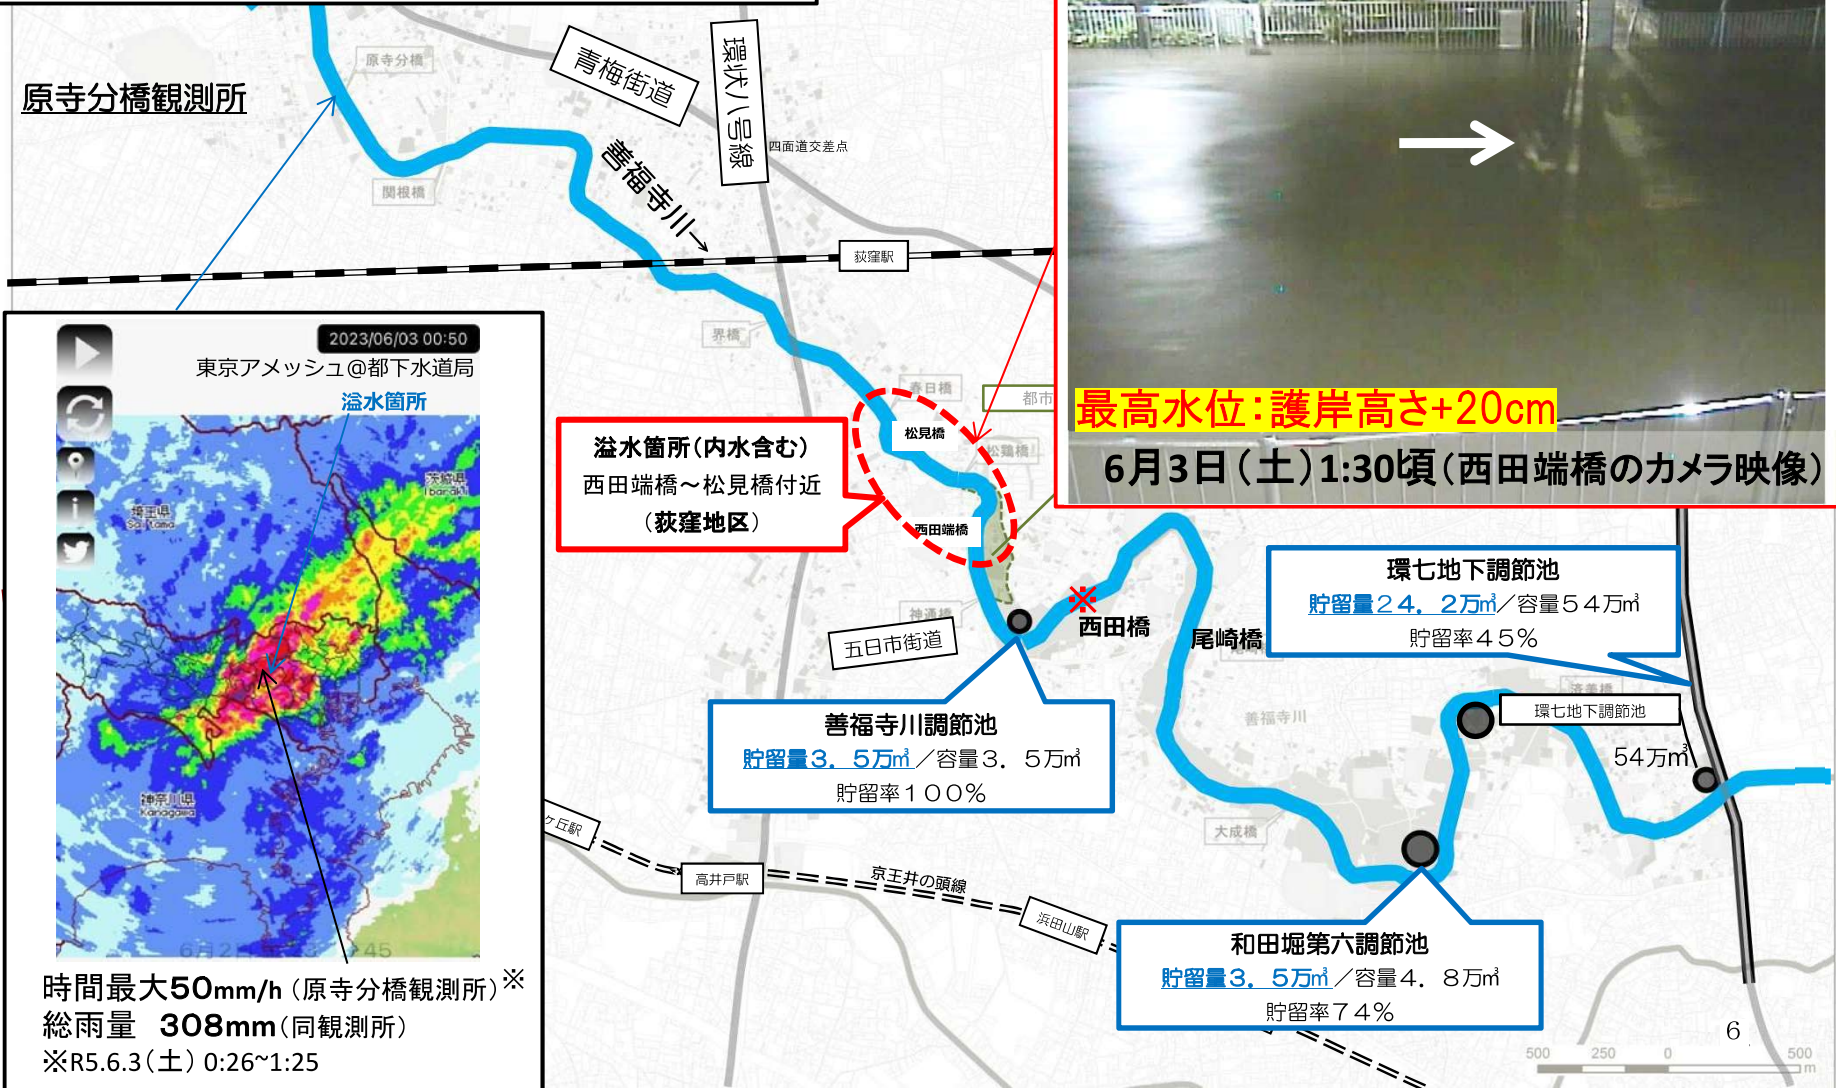 原寺分橋観測所
原寺分橋
青梅街道
環状八号線
四面道交差点
関根橋
善福寺川→
荻窪駅
界橋
春日橋
都市
松見橋
松鶏橋
西田端橋
神通橋
最高水位：護岸高さ+20cm
6月3日（土）1:30頃（西田端橋のカメラ映像）
溢水箇所（内水含む）
西田端橋～松見橋付近
（荻窪地区）
2023/06/03 00:50
東京アメッシュ@都下水道局
溢水箇所
茨城県
Ibaraki
埼玉県
Saitama
神奈川県
Kanagawa
時間最大50mm/h（原寺分橋観測所）※
総雨量 308mm（同観測所）
※R5.6.3（土）0:26~1:25
※
西田橋
尾崎橋
五日市街道
環七地下調節池
貯留量２４．２万㎥／容量５４万㎥
貯留率４５％
善福寺川調節池
貯留量３．５万㎥／容量３．５万㎥
貯留率１００％
善福寺川
済美橋
環七地下調節池
54万㎥
大成橋
ケ丘駅
高井戸駅
京王井の頭線
浜田山駅
和田堀第六調節池
貯留量３．５万㎥／容量４．８万㎥
貯留率７４％
6
500 250 0 500
m